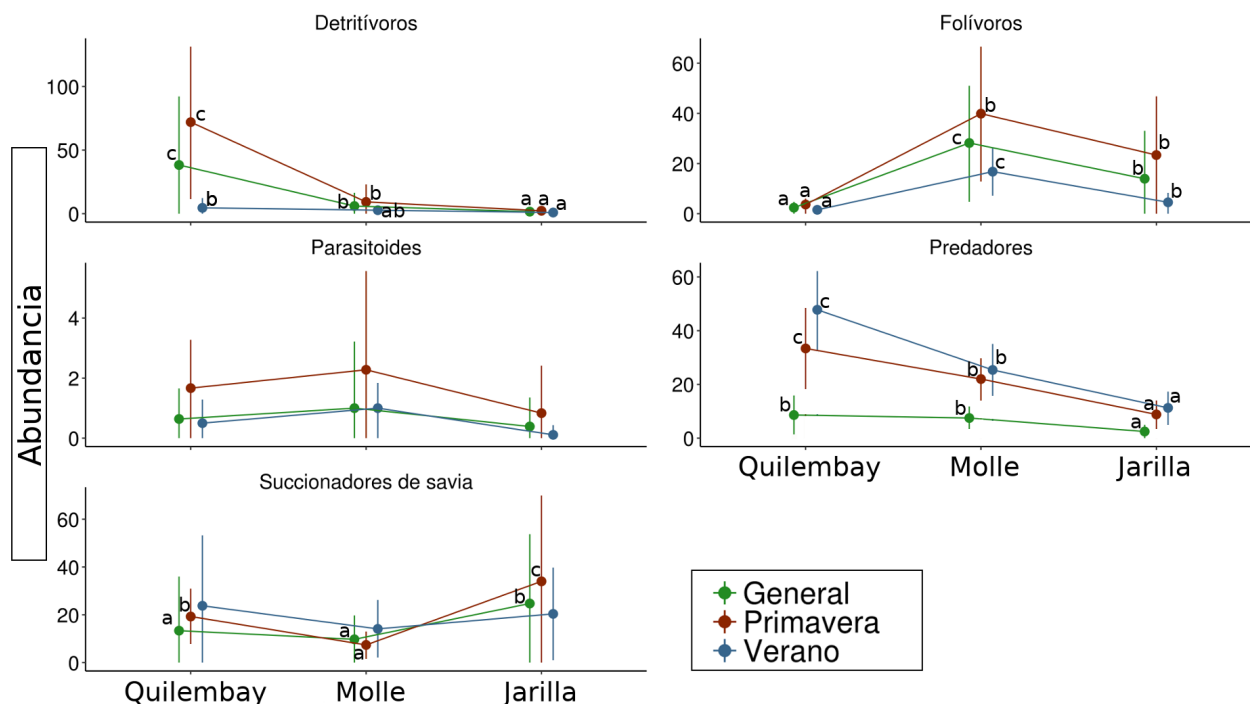 Detritívoros
100
50
0
c
c
b
b
b
ab
a
a
a
Folívoros
60
40
20
0
a
a
a
c
b
c
b
b
b
Parasitoides
4
2
0
Predadores
60
40
20
0
b
c
c
b
b
b
a
a
a
Quilembay Molle Jarilla
Succionadores de savia
60
40
20
0
a
b
a
a
b
c
Quilembay Molle Jarilla
Abundancia
General
Primavera
Verano